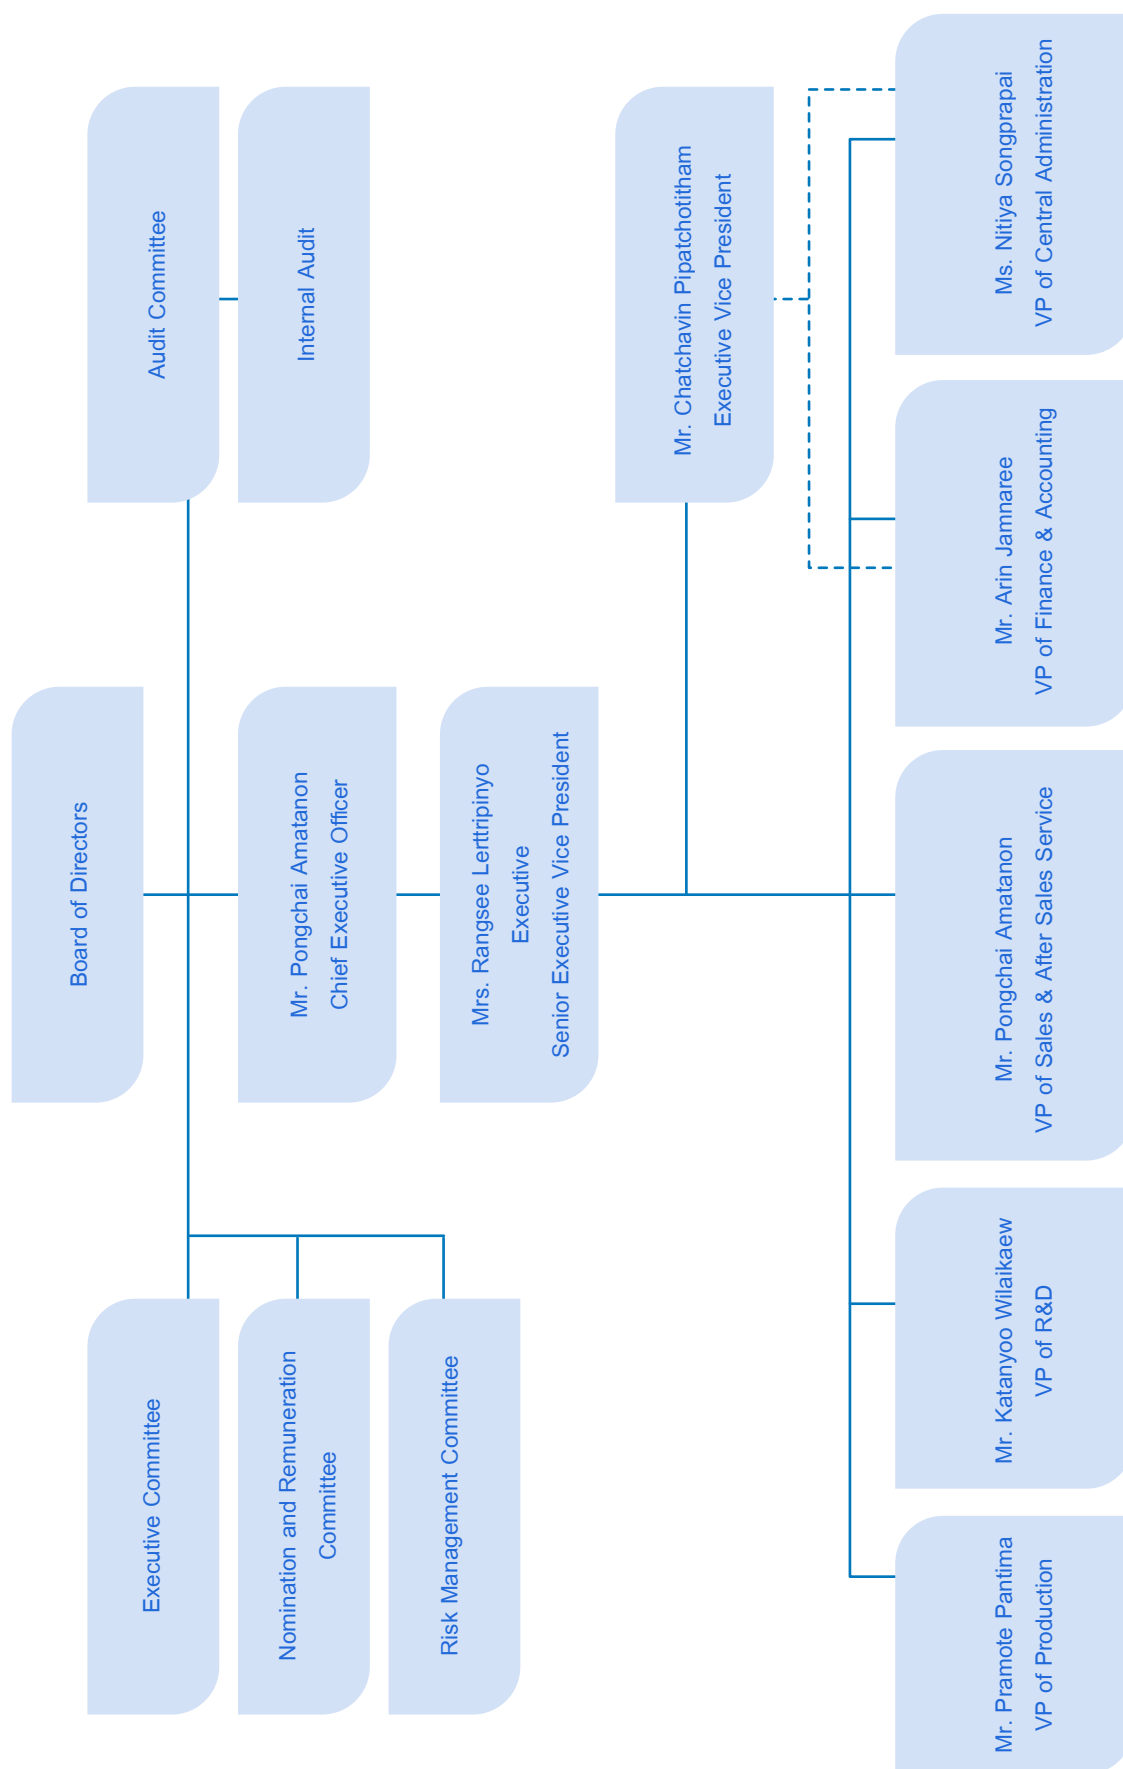 Board of Directors
Executive Committee
Audit Committee
Nomination and Remuneration
Committee
Mr. Pongchai Amatanon
Chief Executive Officer
Internal Audit
Risk Management Committee
Mrs. Rangsee Lerttripinyo
Executive
Senior Executive Vice President
Mr. Chatchavin Pipatchotitham
Executive Vice President
Mr. Pramote Pantima
VP of Production
Mr. Katanyoo Wilaikaew
VP of R&D
Mr. Pongchai Amatanon
VP of Sales & After Sales Service
Mr. Arin Jamnaree
VP of Finance & Accounting
Ms. Nitiya Songprapai
VP of Central Administration